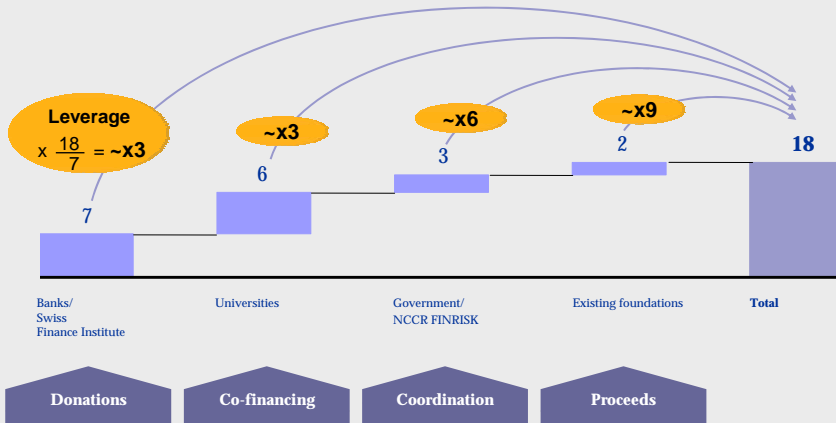 Leverage
x 18/7 = ~x3
~x3
~x6
~x9
7
6
3
2
18
Banks/
Swiss
Finance Institute
Universities
Government/
NCCR FINRISK
Existing foundations
Total
Donations
Co-financing
Coordination
Proceeds